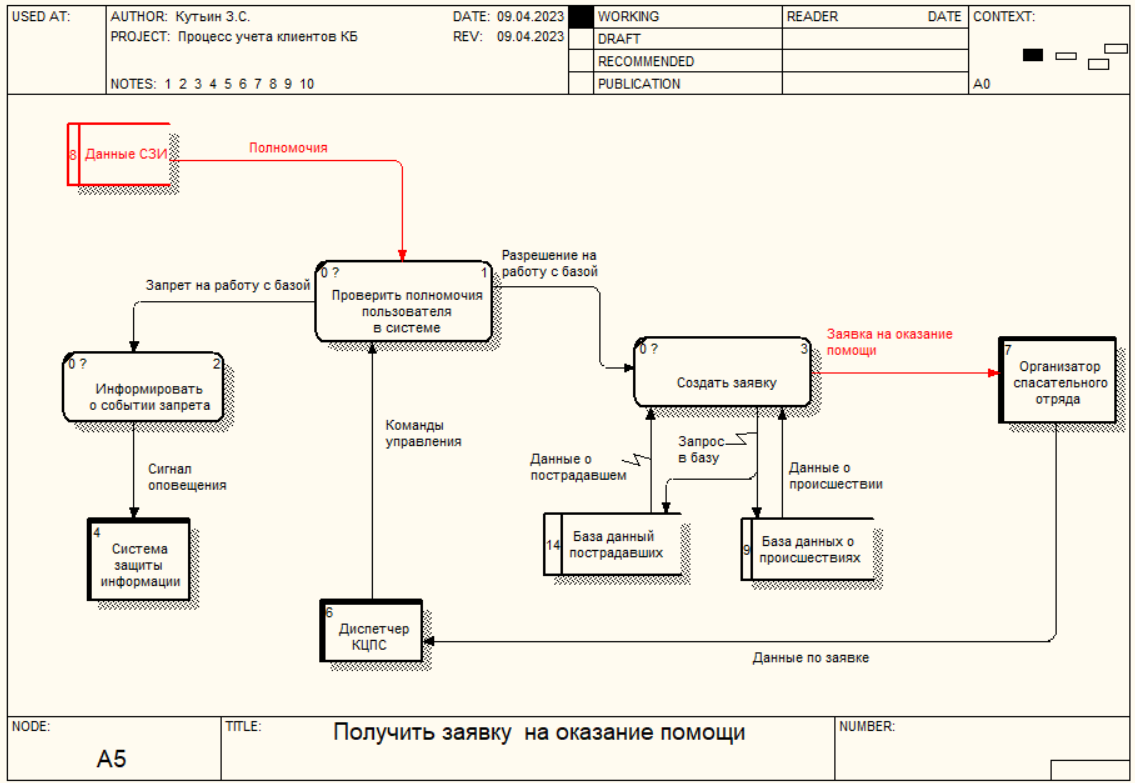 USED AT:
AUTHOR: Кутьин З.С.
DATE: 09.04.2023
PROJECT: Процесс учета клиентов КБ
REV: 09.04.2023
NOTES: 1 2 3 4 5 6 7 8 9 10
WORKING
DRAFT
RECOMMENDED
PUBLICATION
READER
DATE
CONTEXT:
A0
8
Данные СЗИ
Полномочия
0 ?
1
Проверить полномочия
пользователя
в системе
Разрешение на
работу с базой
Запрет на работу с базой
0 ?
2
Информировать
о событии запрета
0 ?
3
Создать заявку
Заявка на оказание
помощи
7
Организатор
спасательного
отряда
Команды
управления
Сигнал
оповещения
Данные о
пострадавшем
Запрос
в базу
Данные о
происшествии
4
Система
защиты
информации
14
База данный
пострадавших
9
База данных о
происшествиях
6
Диспетчер
КЦПС
Данные по заявке
NODE:
A5
TITLE:
Получить заявку на оказание помощи
NUMBER: